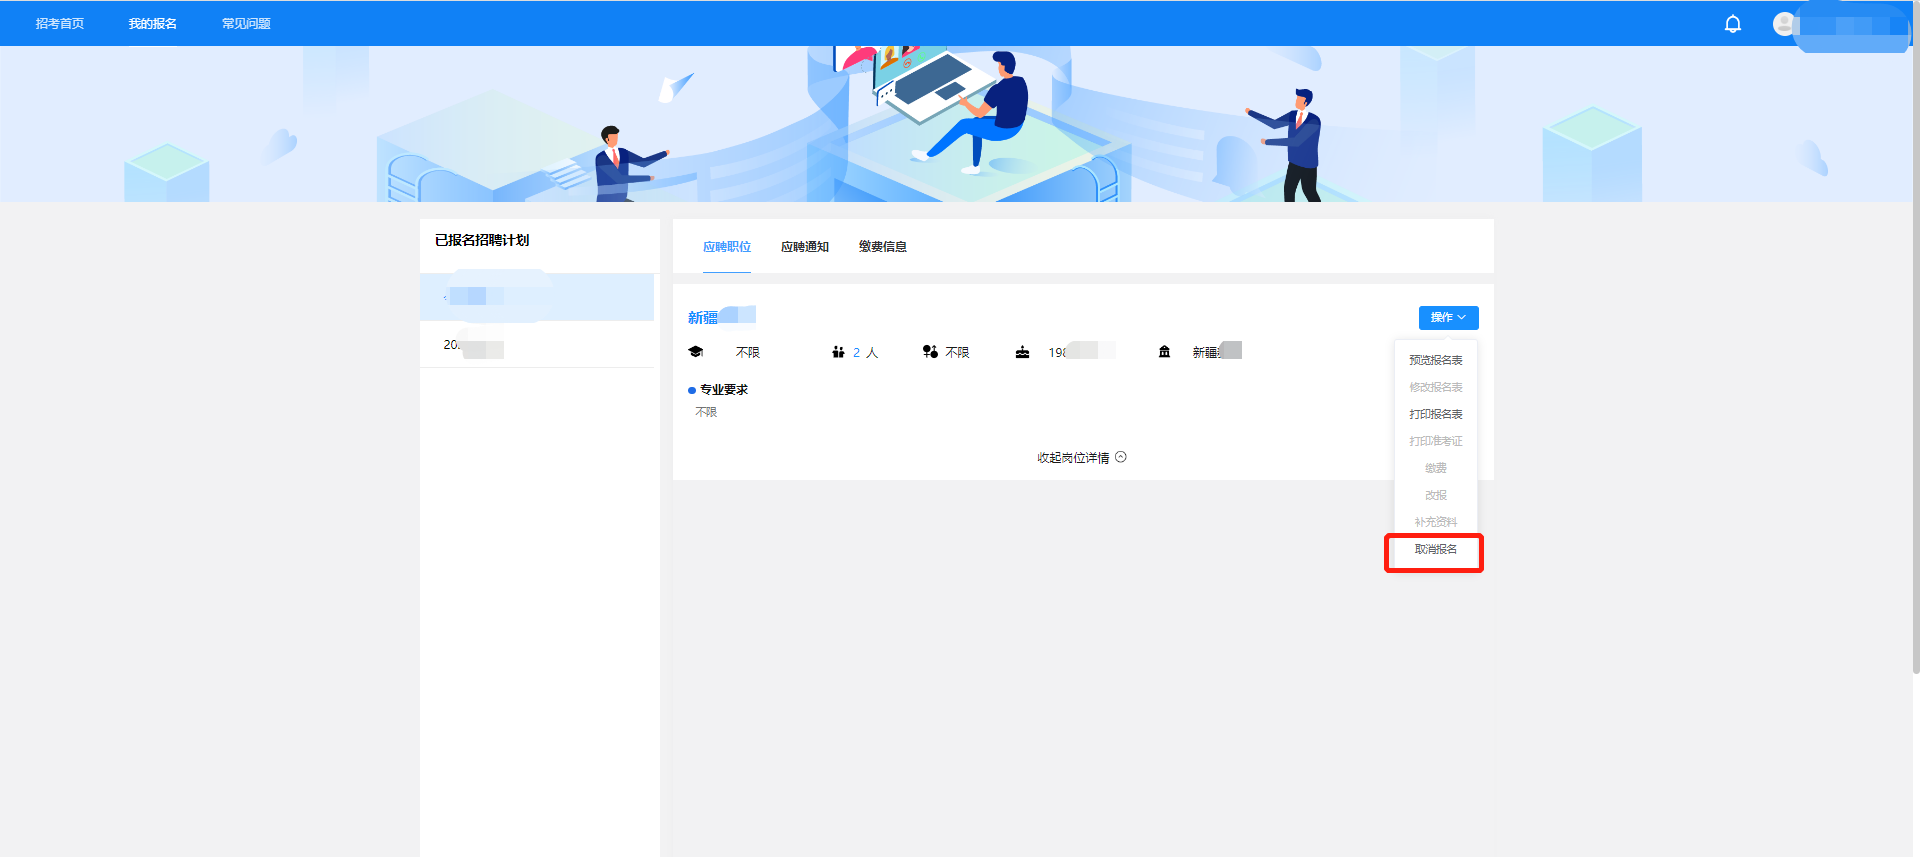 招考首页 我的报名 常见问题
已报名招聘计划
20
应聘职位 应聘通知 缴费信息
新疆
操作
不限 2 人 不限 198 新疆
专业要求
不限
收起岗位详情
预览报名表
修改报名表
打印报名表
打印准考证
缴费
改报
补充资料
取消报名